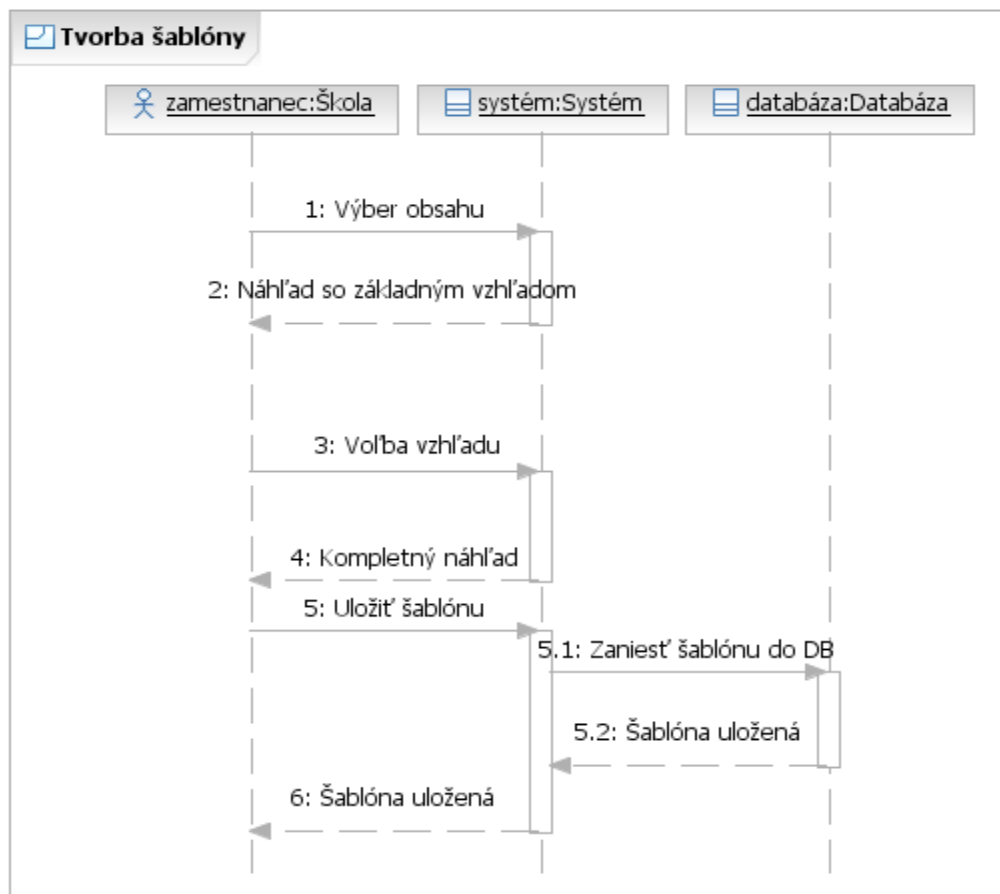 Tvorba šablóny
zamestnanec:Škola
systém:Systém
databáza:Databáza
1: Výber obsahu
2: Náhľad so základným vzhľadom
3: Voľba vzhľadu
4: Kompletný náhľad
5: Uložiť šablónu
5.1: Zaniesť šablónu do DB
5.2: Šablóna uložená
6: Šablóna uložená